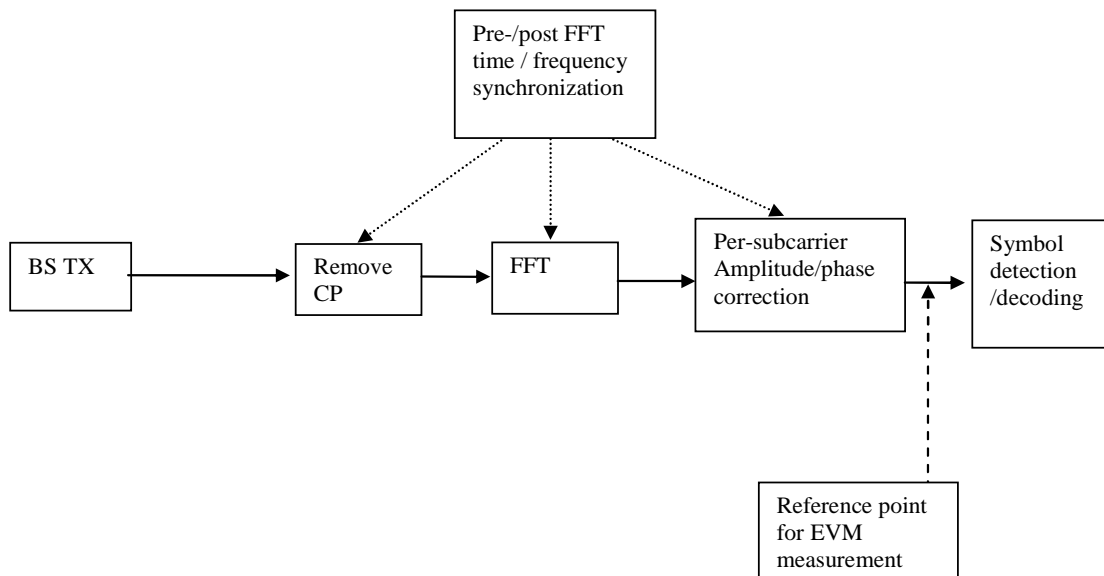 Pre-/post FFT
time / frequency
synchronization
BS TX
Remove
CP
FFT
Per-subcarrier
Amplitude/phase
correction
Symbol
detection
/decoding
Reference point
for EVM
measurement